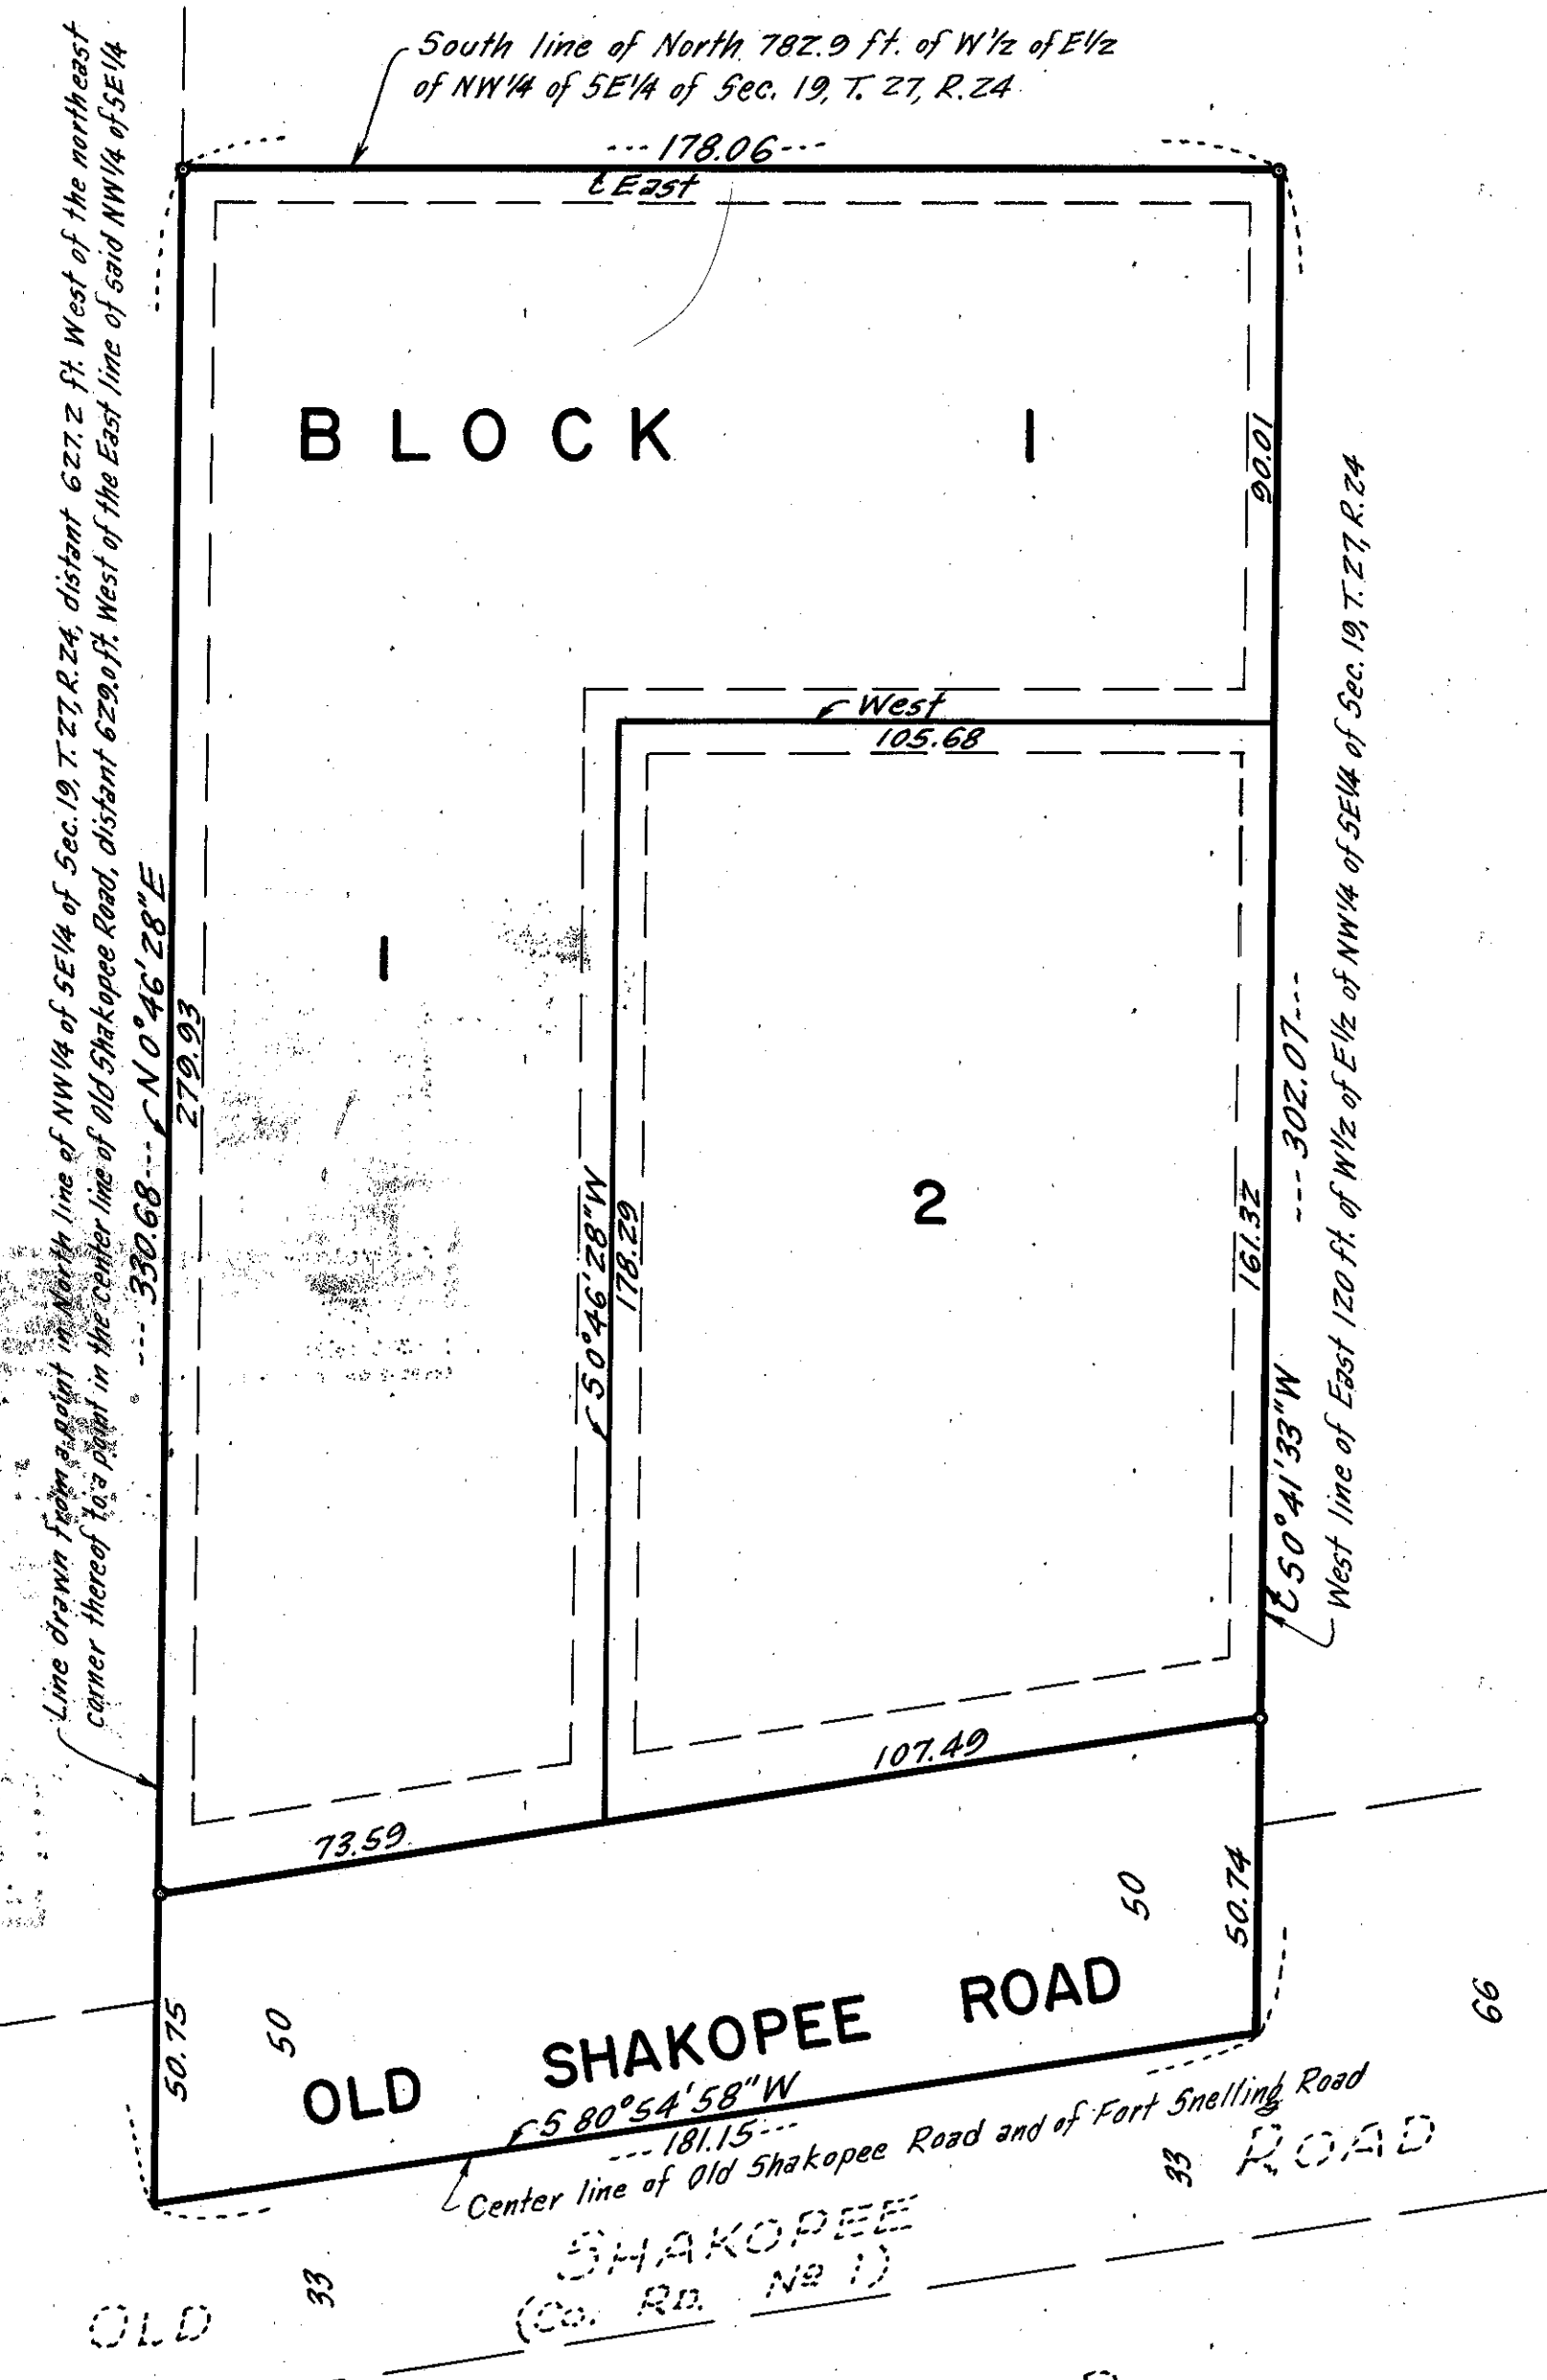 South line of North 782.9 ft. of W½ of E½
of NW¼ of SE¼ of Sec. 19, T. 27, R. 24
178.06
East
Line drawn from a point in North line of NW¼ of SE¼ of Sec. 19, T. 27, R. 24, distant 627.2 ft. West of the northeast
corner thereof to a point in the center line of Old Shakopee Road, distant 629.0 ft. West of the East line of said NW¼ of SE¼
BLOCK 1
90.01
West
105.68
330.68 N 0°46'28" E
279.93
1
S 0°46'28" W
178.29
2
161.32
302.07
S 0°41'33" W
West line of East 120 ft. of W½ of E½ of NW¼ of SE¼ of Sec. 19, T. 27, R. 24
107.49
73.59
50.75
50
50
50.74
66
OLD SHAKOPEE ROAD
S 80°54'58" W
181.15
Center line of Old Shakopee Road and of Fort Snelling Road
33
33
OLD SHAKOPEE ROAD
(Co. RD. Nº 1)